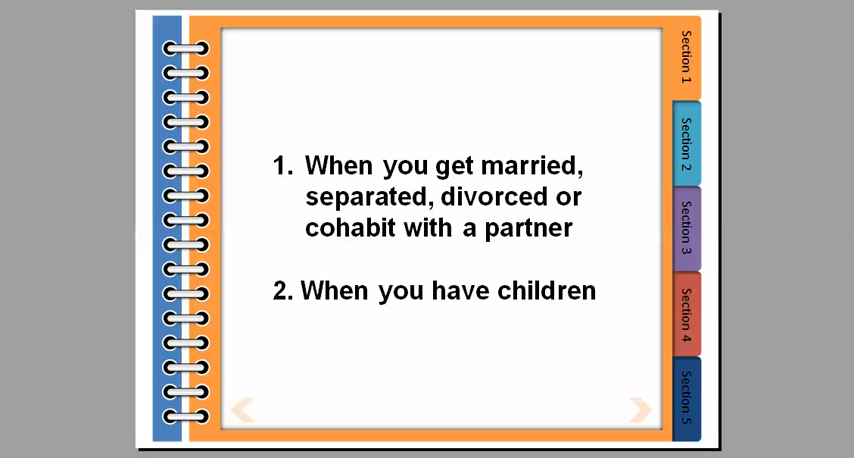 1. When you get married,
separated, divorced or
cohabit with a partner
2. When you have children
Section 1
Section 2
Section 3
Section 4
Section 5